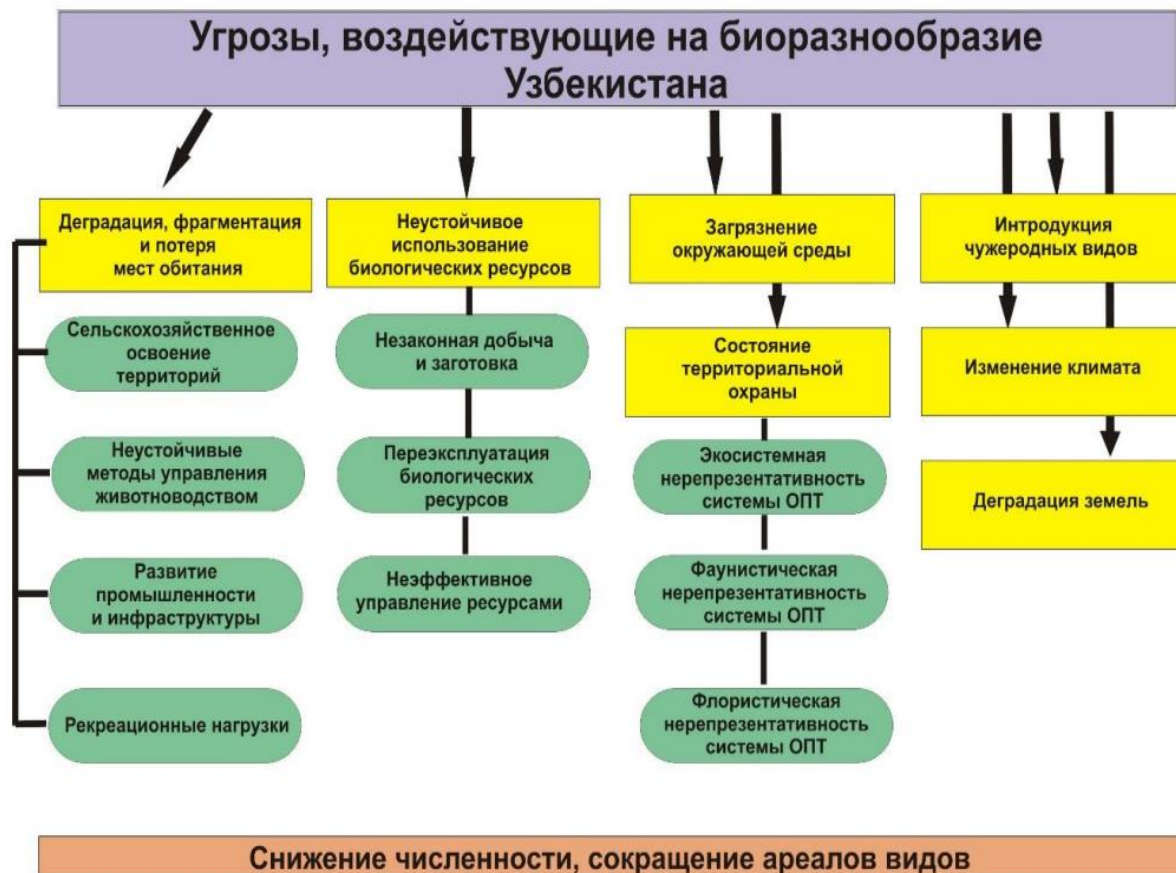 Угрозы, воздействующие на биоразнообразие
Узбекистана
Деградация, фрагментация
и потеря
мест обитания
Сельскохозяйственное
освоение
территорий
Неустойчивые
методы управления
животноводством
Развитие
промышленности
и инфраструктуры
Рекреационные нагрузки
Неустойчивое
использование
биологических ресурсов
Незаконная добыча
и заготовка
Переэксплуатация
биологических
ресурсов
Неэффективное
управление ресурсами
Загрязнение
окружающей среды
Состояние
территориальной
охраны
Экосистемная
нерепрезентативность
системы ОПТ
Фаунистическая
нерепрезентативность
системы ОПТ
Флористическая
нерепрезентативность
системы ОПТ
Интродукция
чужеродных видов
Изменение климата
Деградация земель
Снижение численности, сокращение ареалов видов